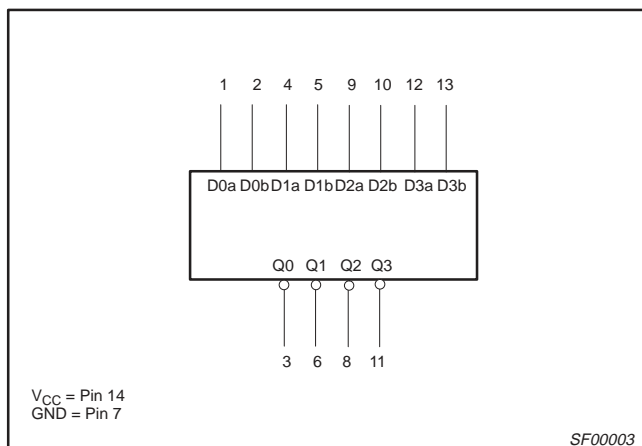 1 2 4 5 9 10 12 13
D0a D0b D1a D1b D2a D2b D3a D3b
Q0 Q1 Q2 Q3
3 6 8 11
VCC = Pin 14
GND = Pin 7
SF00003